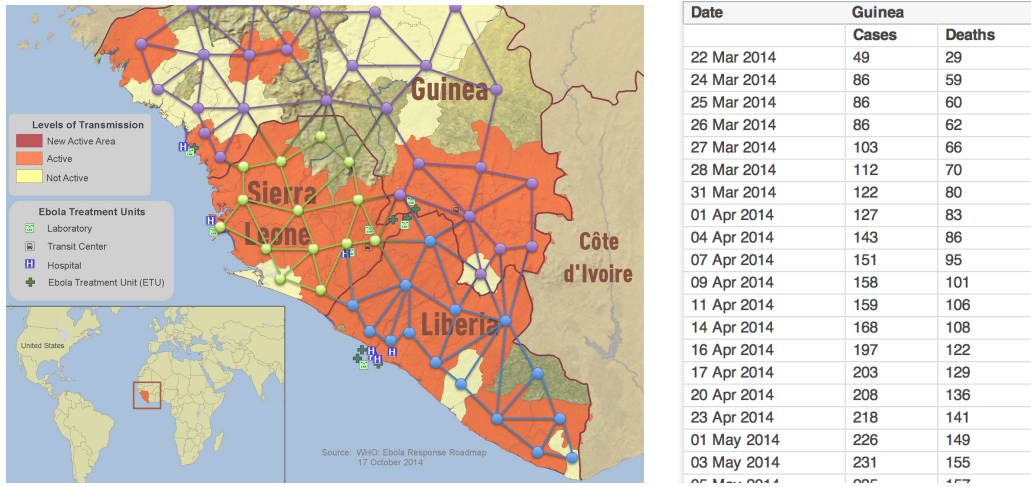 Guinea
Levels of Transmission
New Active Area
Active
Not Active
Sierra
Leone
Ebola Treatment Units
Laboratory
Transit Center
H Hospital
Ebola Treatment Unit (ETU)
Côte
d'Ivoire
Liberia
United States
Source: WHO: Ebola Response Roadmap
17 October 2014
Date Guinea
Cases Deaths
22 Mar 2014 49 29
24 Mar 2014 86 59
25 Mar 2014 86 60
26 Mar 2014 86 62
27 Mar 2014 103 66
28 Mar 2014 112 70
31 Mar 2014 122 80
01 Apr 2014 127 83
04 Apr 2014 143 86
07 Apr 2014 151 95
09 Apr 2014 158 101
11 Apr 2014 159 106
14 Apr 2014 168 108
16 Apr 2014 197 122
17 Apr 2014 203 129
20 Apr 2014 208 136
23 Apr 2014 218 141
01 May 2014 226 149
03 May 2014 231 155